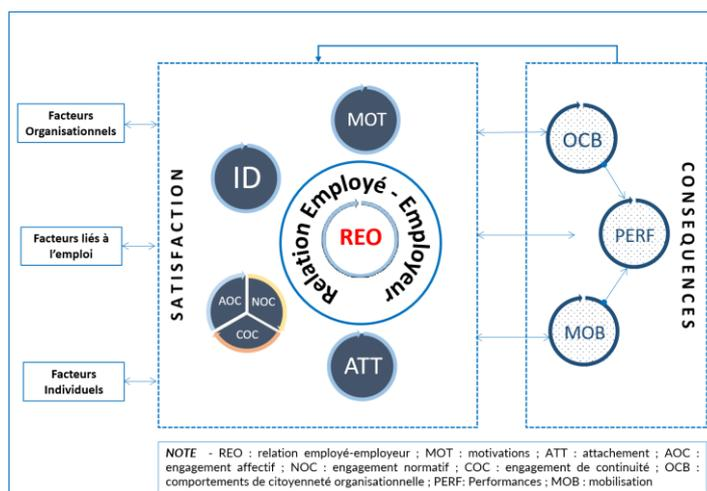 Facteurs
Organisationnels
Facteurs liés à
l'emploi
Facteurs
Individuels
SATISFACTION
MOT
ID
Relation Employé - Employeur
REO
AOC
NOC
COC
ATT
OCB
PERF
MOB
CONSEQUENCES
NOTE - REO : relation employé-employeur ; MOT : motivations ; ATT : attachement ; AOC :
engagement affectif ; NOC : engagement normatif ; COC : engagement de continuité ; OCB :
comportements de citoyenneté organisationnelle ; PERF: Performances ; MOB : mobilisation